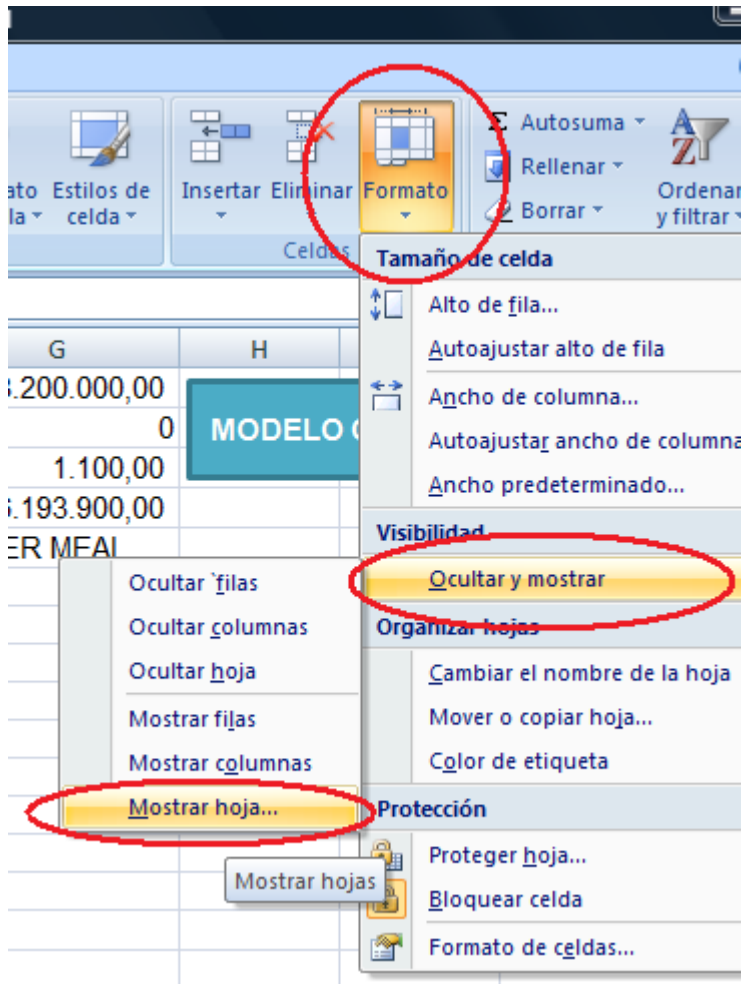 Estilos de
celda
Insertar Eliminar Formato
Σ Autosuma
Rellenar
Borrar
Ordenar
y filtrar
Celdas
G H
.200.000,00
0
1.100,00
.193.900,00
MODELO
Tamaño de celda
Alto de fila...
Autoajustar alto de fila
Ancho de columna...
Autoajustar ancho de columna
Ancho predeterminado...
Visibilidad
Ocultar y mostrar
Organizar hojas
Cambiar el nombre de la hoja
Mover o copiar hoja...
Color de etiqueta
Protección
Proteger hoja...
Bloquear celda
Formato de celdas...
Ocultar `filas
Ocultar columnas
Ocultar hoja
Mostrar filas
Mostrar columnas
Mostrar hoja...
Mostrar hojas